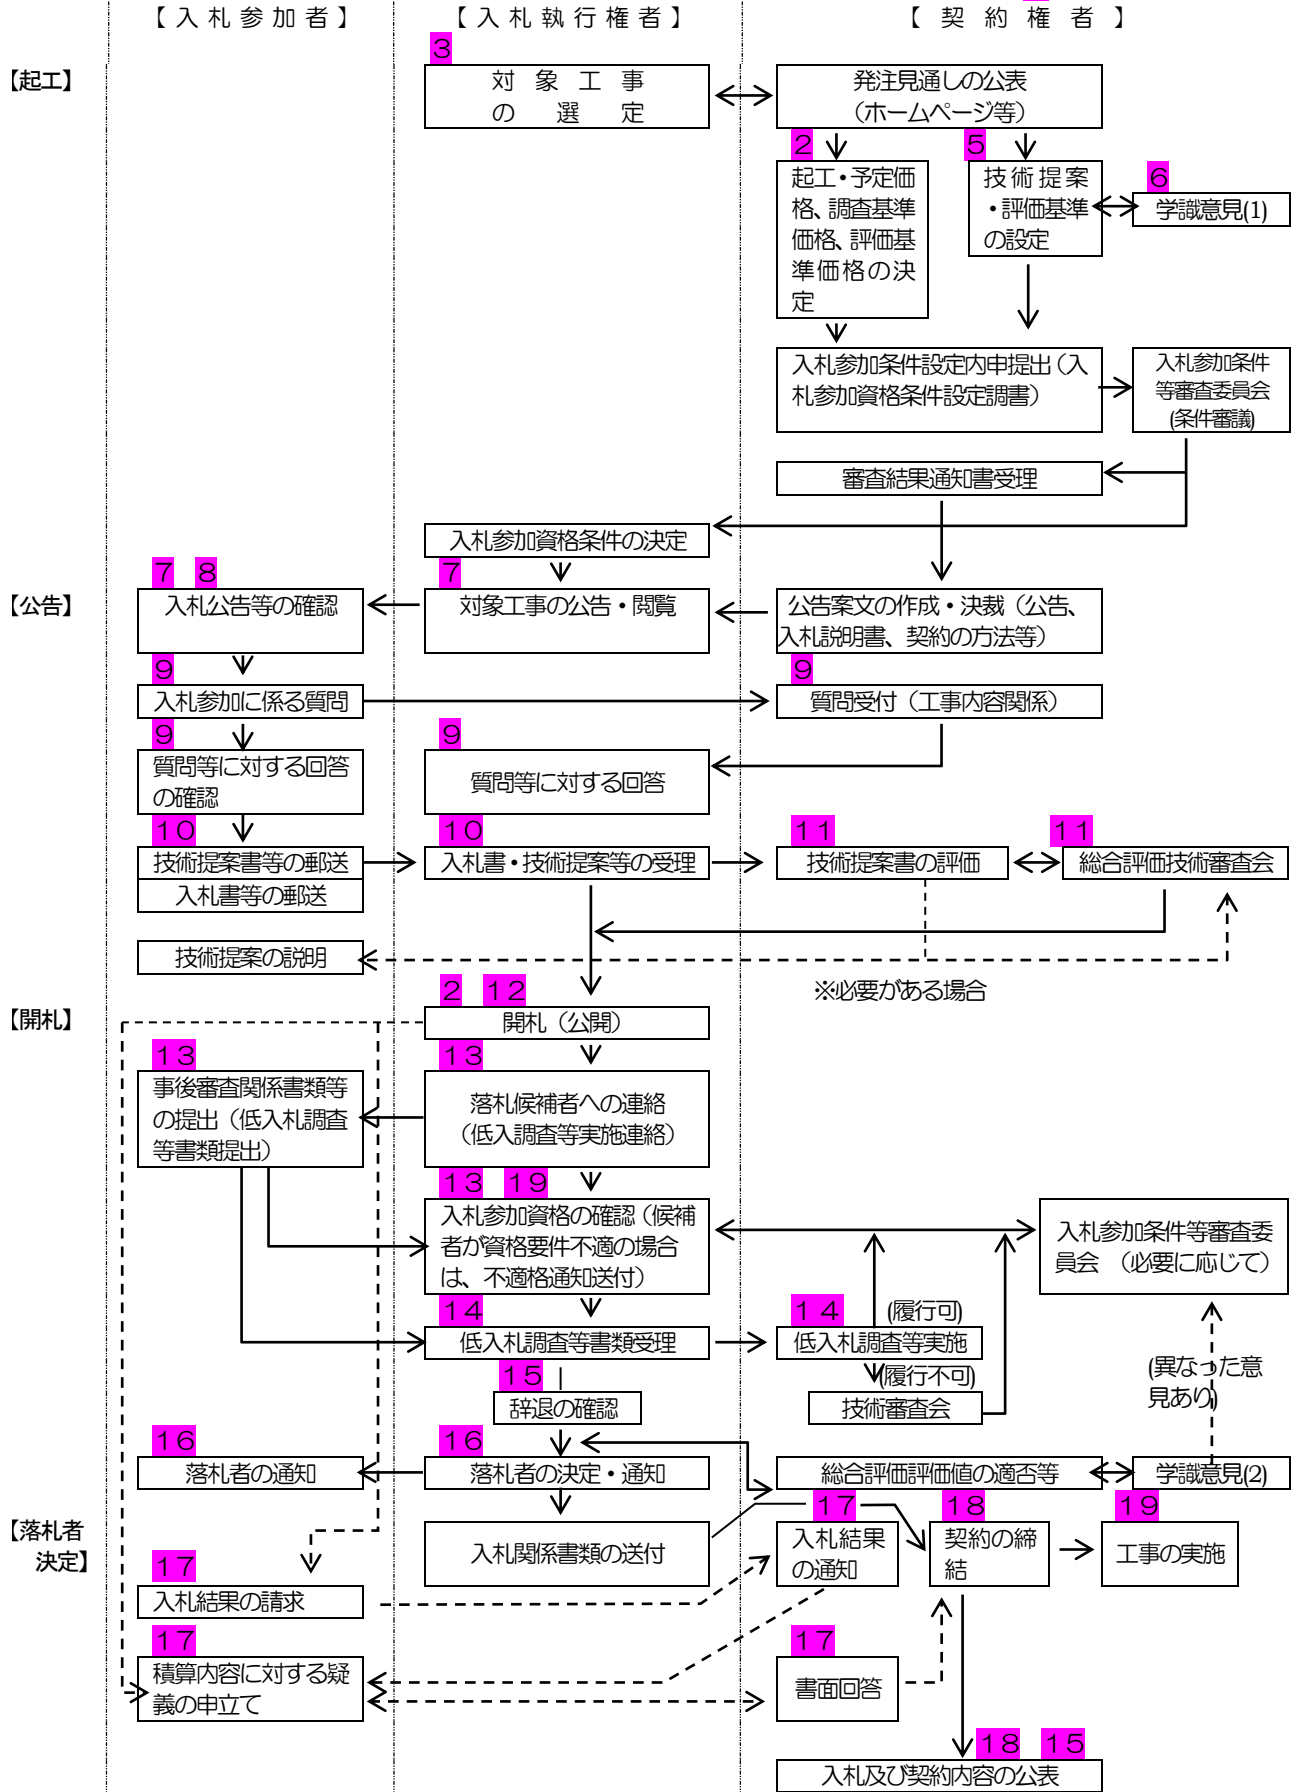 【入札参加者】
【入札執行権者】
【契約権者】
3
【起工】
対象工事
の選定
発注見通しの公表
（ホームページ等）
2
5
起工・予定価
格、調査基準
価格、評価基
準価格の決
定
技術提案
・評価基準
の設定
6
学識意見(1)
入札参加条件設定内申提出（入
札参加資格条件設定調書）
入札参加条件
等審査委員会
(条件審議)
審査結果通知書受理
入札参加資格条件の決定
7 8
7
【公告】
入札公告等の確認
対象工事の公告・閲覧
公告案文の作成・決裁（公告、
入札説明書、契約の方法等）
9
9
入札参加に係る質問
質問受付（工事内容関係）
9
9
質問等に対する回答
の確認
質問等に対する回答
10
10
11
11
技術提案書等の郵送
入札書・技術提案等の受理
技術提案書の評価
総合評価技術審査会
入札書等の郵送
技術提案の説明
※必要がある場合
2 12
【開札】
開札（公開）
13
13
事後審査関係書類等
の提出（低入札調査
等書類提出）
落札候補者への連絡
（低入調査等実施連絡）
13 19
入札参加資格の確認（候補
者が資格要件不適の場合
は、不適格通知送付）
入札参加条件等審査委
員会　（必要に応じて）
14
14
(履行可)
低入札調査等書類受理
低入札調査等実施
15
(履行不可)
(異なった意
見あり)
辞退の確認
技術審査会
16
16
落札者の通知
落札者の決定・通知
総合評価評価値の適否等
学識意見(2)
17
18
19
【落札者
決定】
入札関係書類の送付
入札結果
の通知
契約の締
結
工事の実施
17
入札結果の請求
17
17
積算内容に対する疑
義の申立て
書面回答
18 15
入札及び契約内容の公表